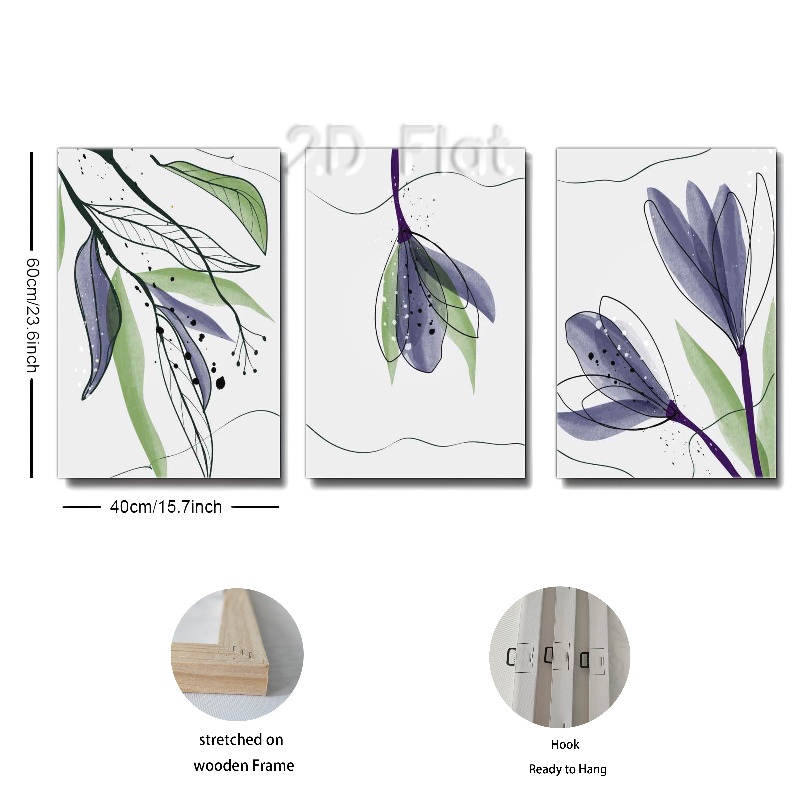 2D Flat
60cm/23.6inch
40cm/15.7inch
stretched on
wooden Frame
Hook
Ready to Hang